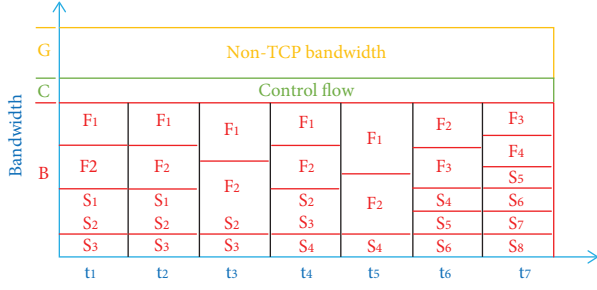 G
Non-TCP bandwidth
C
Control flow
Bandwidth
B
F1 F1 F1 F1 F1 F2 F3
F2 F2 F2 F2 F2 F3 F4
S1 S1 S2 S4 S5
S2 S2 S2 S3 S5 S6
S3 S3 S3 S4 S4 S6 S7
S8
t1 t2 t3 t4 t5 t6 t7